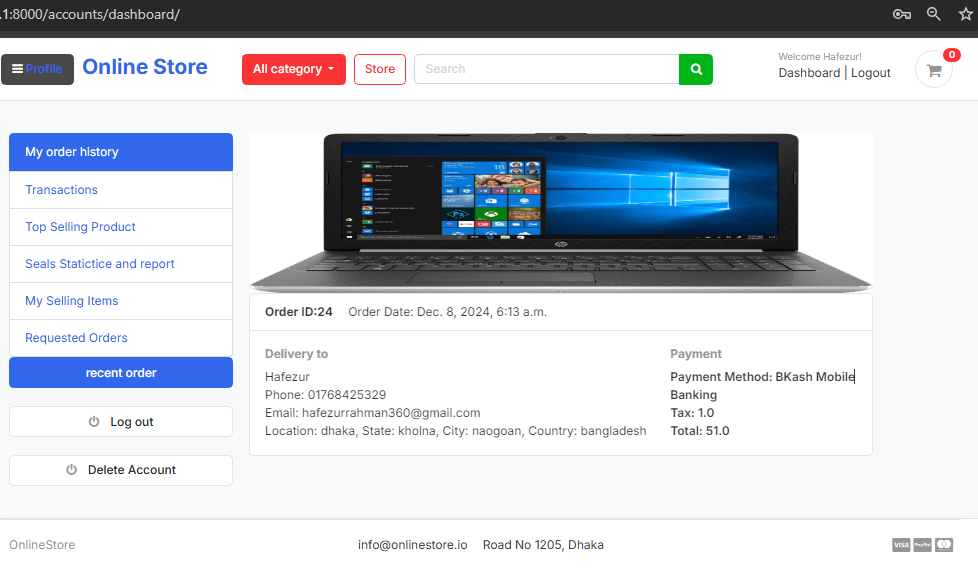 .1:8000/accounts/dashboard/
Profile
Online Store
All category
Store
Search
Welcome Hafezur!
Dashboard | Logout
0
My order history
Transactions
Top Selling Product
Seals Statictice and report
My Selling Items
Requested Orders
recent order
Log out
Delete Account
hp
Order ID:24 Order Date: Dec. 8, 2024, 6:13 a.m.
Delivery to
Hafezur
Phone: 01768425329
Email: hafezurrahman360@gmail.com
Location: dhaka, State: kholna, City: naogoan, Country: bangladesh
Payment
Payment Method: BKash Mobile
Banking
Tax: 1.0
Total: 51.0
OnlineStore
info@onlinestore.io Road No 1205, Dhaka
VISA PayPal